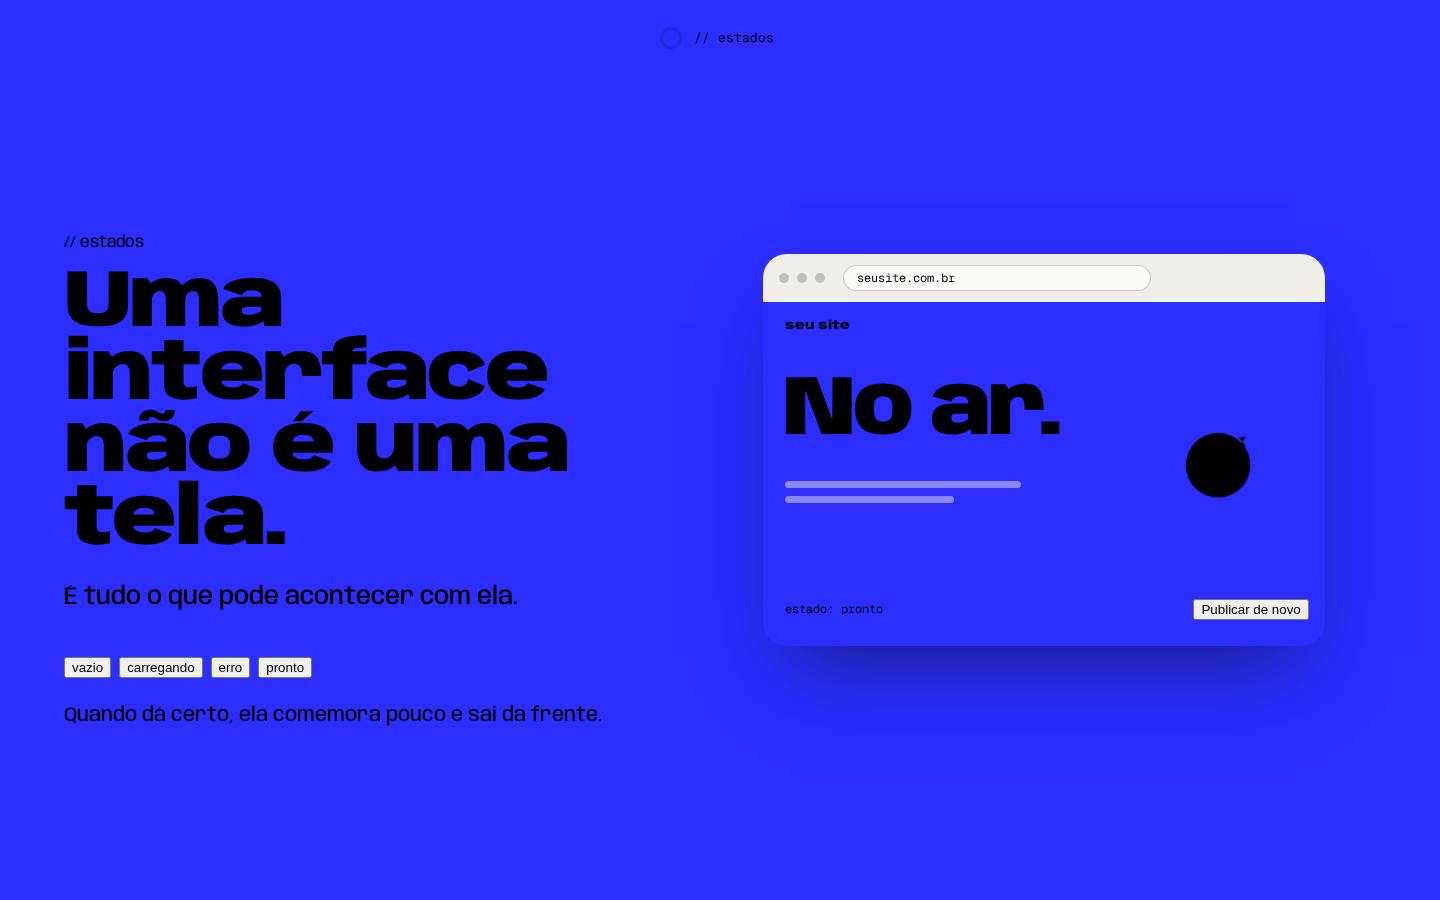 // estados
// estados
Uma
interface
não é uma
tela.
É tudo o que pode acontecer com ela.
vazio carregando erro pronto
Quando dá certo, ela comemora pouco e sai da frente.
seusite.com.br
seu site
No ar.
estado: pronto
Publicar de novo